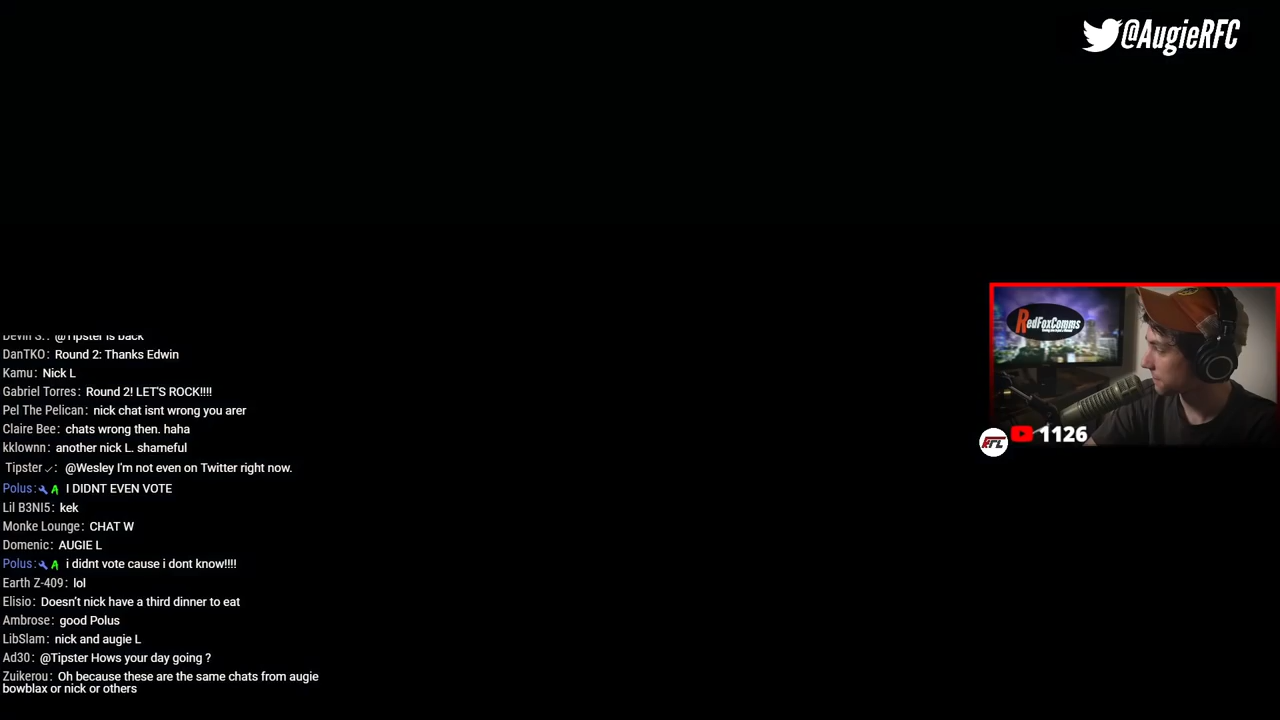 @AugieRFC
RedFoxComms
RFC
1126
Devin S.: @Tipster is back
DanTKO: Round 2: Thanks Edwin
Kamu: Nick L
Gabriel Torres: Round 2! LET'S ROCK!!!!
Pel The Pelican: nick chat isnt wrong you arer
Claire Bee: chats wrong then. haha
kklownn: another nick L. shameful
Tipster✓: @Wesley I'm not even on Twitter right now.
Polus: I DIDNT EVEN VOTE
Lil B3NI5: kek
Monke Lounge: CHAT W
Domenic: AUGIE L
Polus: i didnt vote cause i dont know!!!!
Earth Z-409: lol
Elisio: Doesn't nick have a third dinner to eat
Ambrose: good Polus
LibSlam: nick and augie L
Ad30: @Tipster Hows your day going ?
Zuikerou: Oh because these are the same chats from augie
bowblax or nick or others